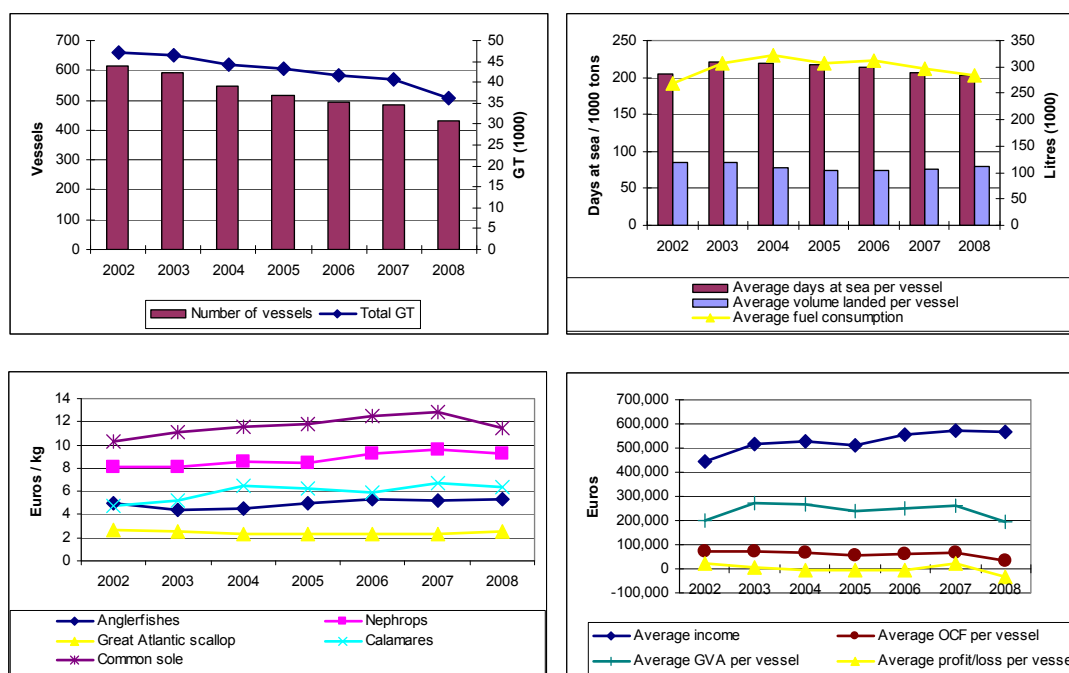 700
600
500
400
300
200
100
0
Vessels
50
45
40
35
30
25
20
15
10
5
0
GT (1000)
2002 2003 2004 2005 2006 2007 2008
Number of vessels Total GT
250
200
150
100
50
0
Days at sea / 1000 tons
350
300
250
200
150
100
50
0
Litres (1000)
2002 2003 2004 2005 2006 2007 2008
Average days at sea per vessel
Average volume landed per vessel
Average fuel consumption
14
12
10
8
6
4
2
0
Euros / kg
2002 2003 2004 2005 2006 2007 2008
Anglerfishes Nephrops
Great Atlantic scallop Calamares
Common sole
700,000
600,000
500,000
400,000
300,000
200,000
100,000
0
-100,000
Euros
2002 2003 2004 2005 2006 2007 2008
Average income Average OCF per vessel
Average GVA per vessel Average profit/loss per vesse